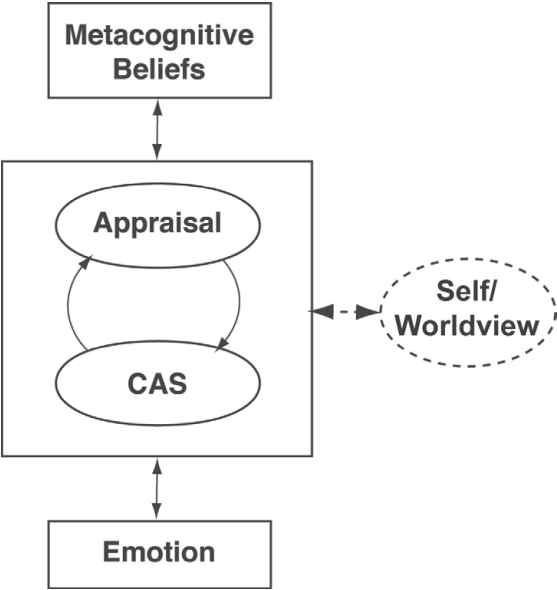 Metacognitive
Beliefs
Appraisal
Self/
Worldview
CAS
Emotion